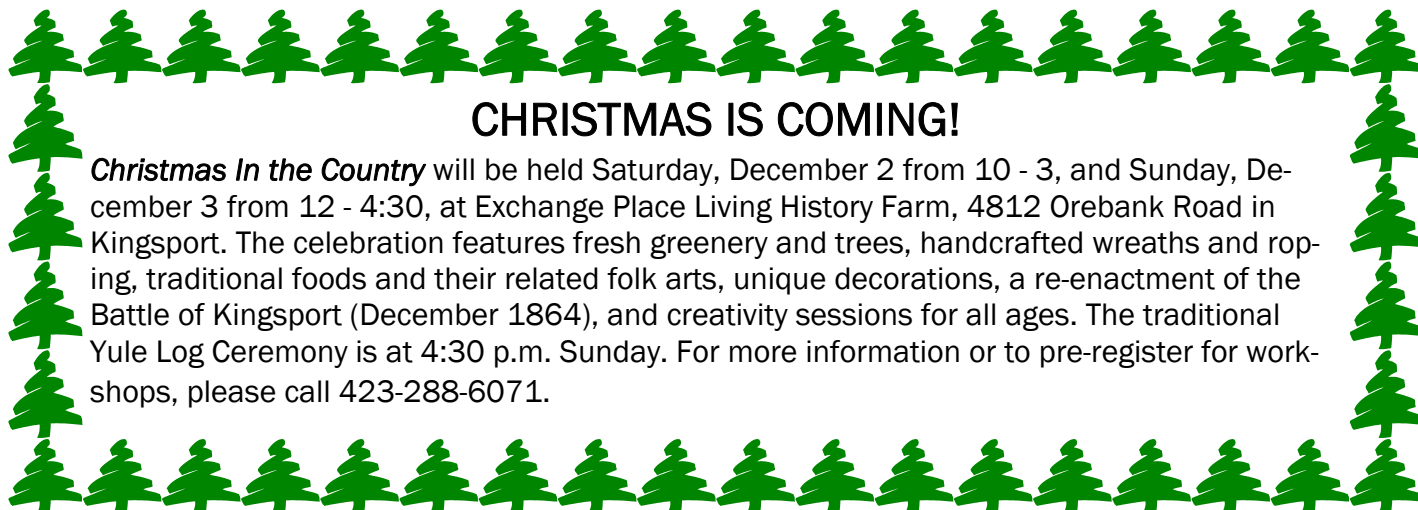 CHRISTMAS IS COMING!
Christmas In the Country will be held Saturday, December 2 from 10 - 3, and Sunday, De-
cember 3 from 12 - 4:30, at Exchange Place Living History Farm, 4812 Orebank Road in
Kingsport. The celebration features fresh greenery and trees, handcrafted wreaths and rop-
ing, traditional foods and their related folk arts, unique decorations, a re-enactment of the
Battle of Kingsport (December 1864), and creativity sessions for all ages. The traditional
Yule Log Ceremony is at 4:30 p.m. Sunday. For more information or to pre-register for work-
shops, please call 423-288-6071.